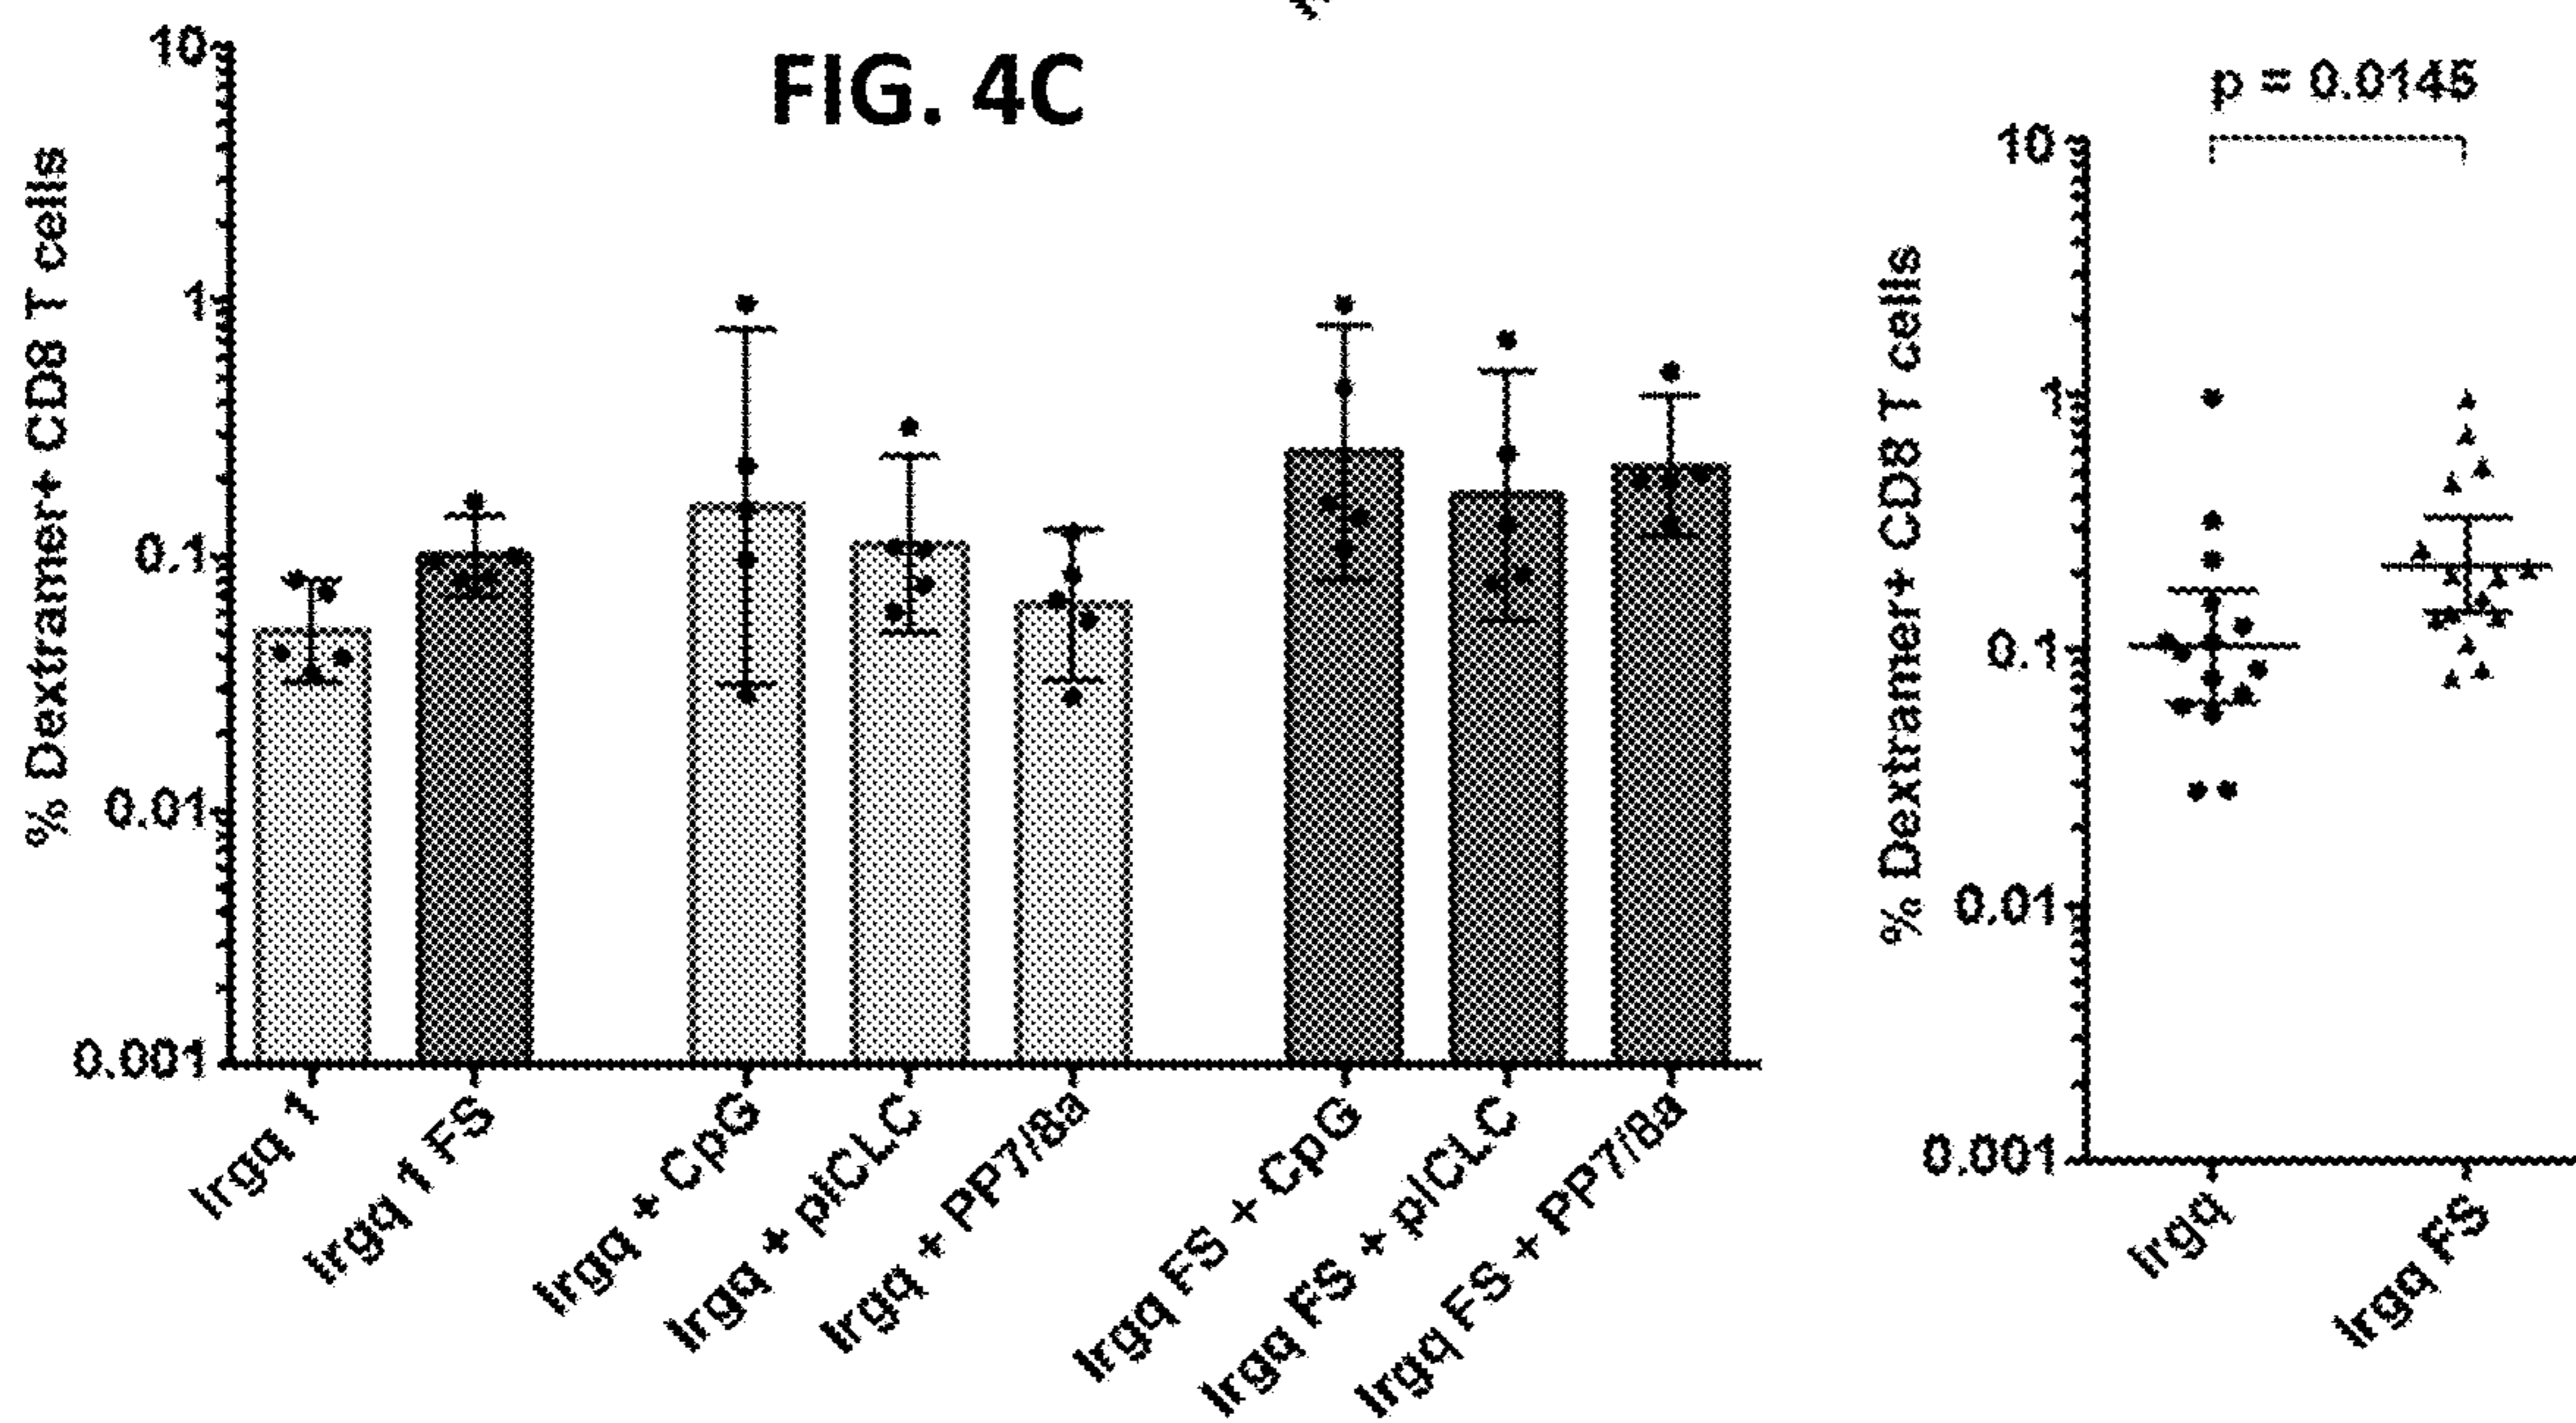 FIG. 4C
% Dextramer+ CD8 T cells
10
1
0.1
0.01
0.001
Irgq 1
Irgq 1 FS
Irgq + CpG
Irgq + pICLC
Irgq + PP7/8a
Irgq FS + CpG
Irgq FS + pICLC
Irgq FS + PP7/8a
p = 0.0145
% Dextramer+ CD8 T cells
10
1
0.1
0.01
0.001
Irgq
Irgq FS